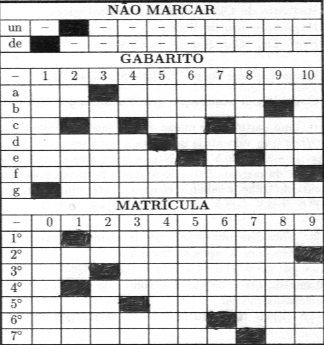 NÃO MARCAR
un – – – – – – – – –
de – – – – – – – – –
GABARITO
– 1 2 3 4 5 6 7 8 9 10
a
b
c
d
e
f
g
MATRÍCULA
– 0 1 2 3 4 5 6 7 8 9
1°
2°
3°
4°
5°
6°
7°